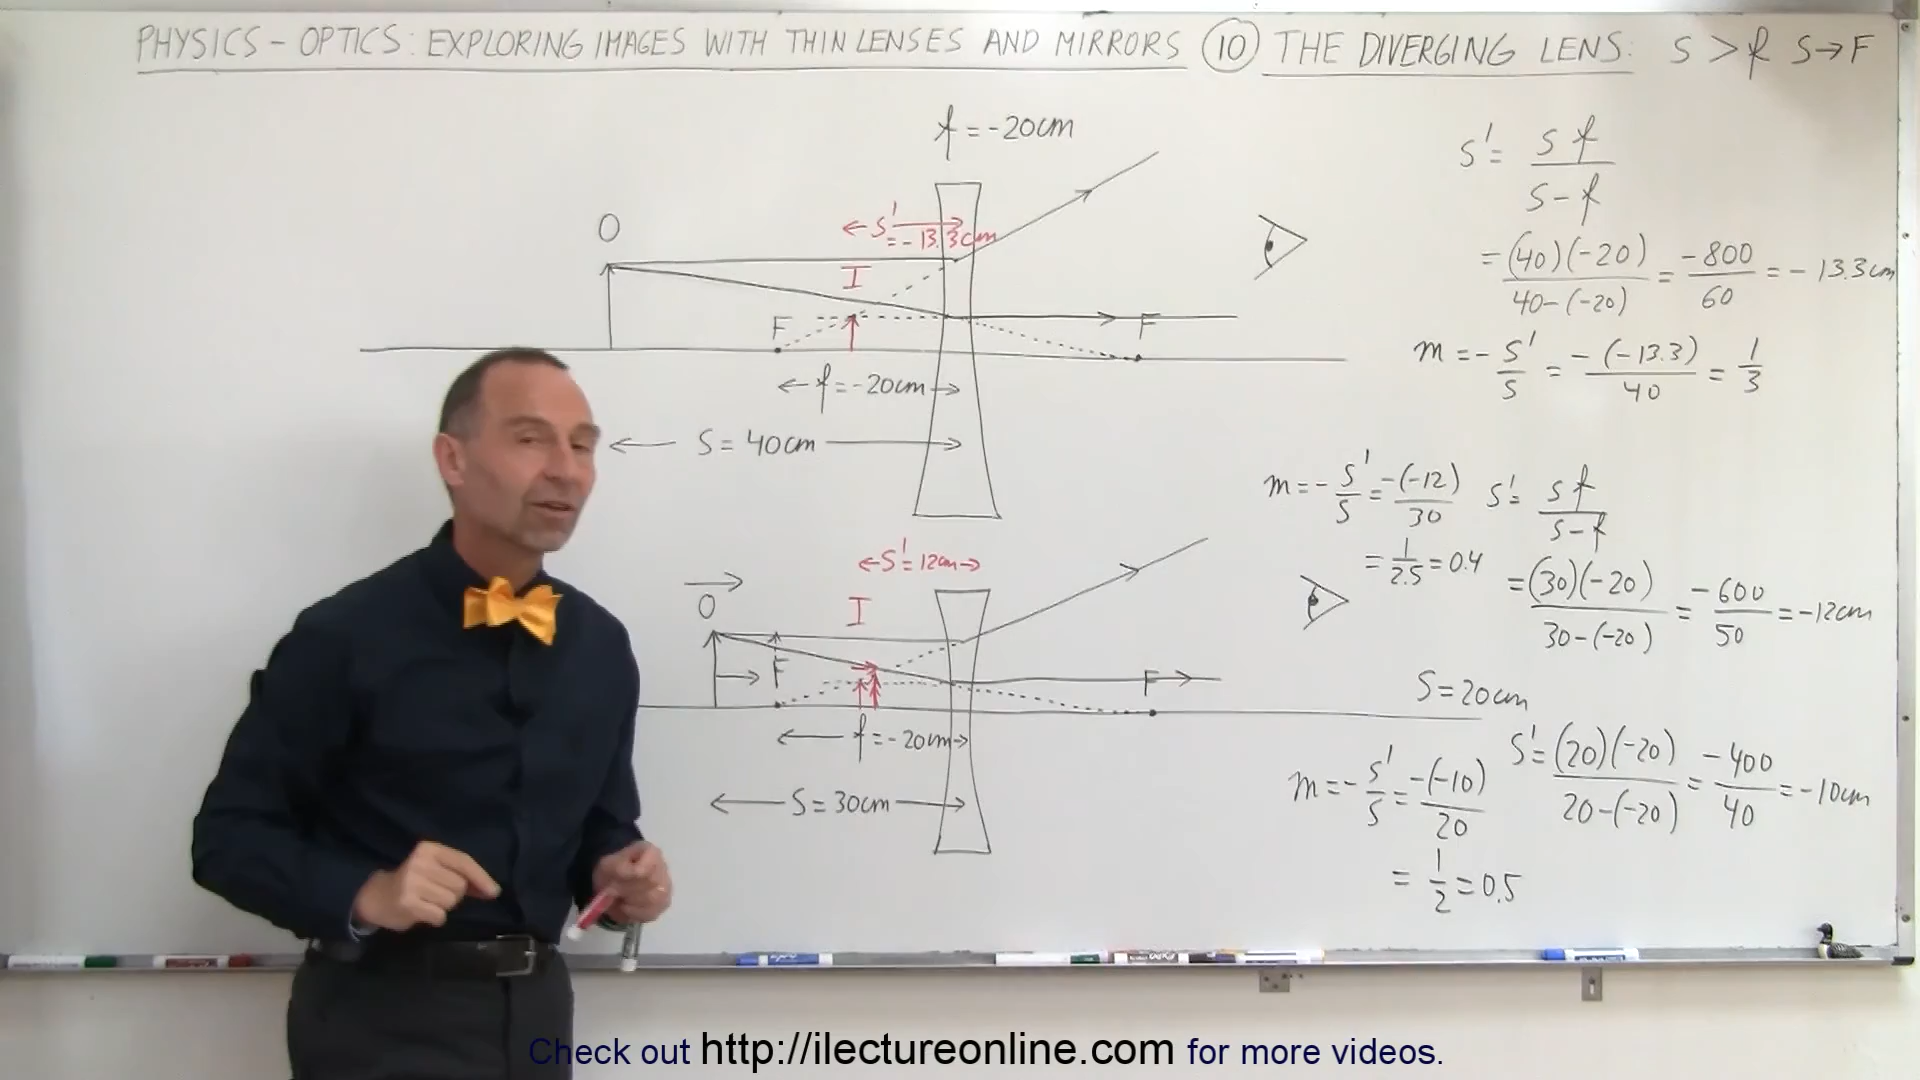 PHYSICS - OPTICS: EXPLORING IMAGES WITH THIN LENSES AND MIRRORS (10) THE DIVERGING LENS: S > f S→F
f = -20cm
O
←S'→
= -13.3cm
I
F
F
← f = -20cm →
← S = 40cm →
S' = sf / (s-f)
= (40)(-20) / (40-(-20)) = -800/60 = -13.3cm
m = -S'/S = -(-13.3)/40 = 1/3
←S'= 12cm→
→
O
I
F
F
← f = -20cm →
← S = 30cm →
m = -S'/S = -(-12)/30
= 1/2.5 = 0.4
S' = sf / (s-f)
= (30)(-20) / (30-(-20)) = -600/50 = -12cm
S = 20cm
S' = (20)(-20) / (20-(-20)) = -400/40 = -10cm
m = -S'/S = -(-10)/20
= 1/2 = 0.5
Check out http://ilectureonline.com for more videos.